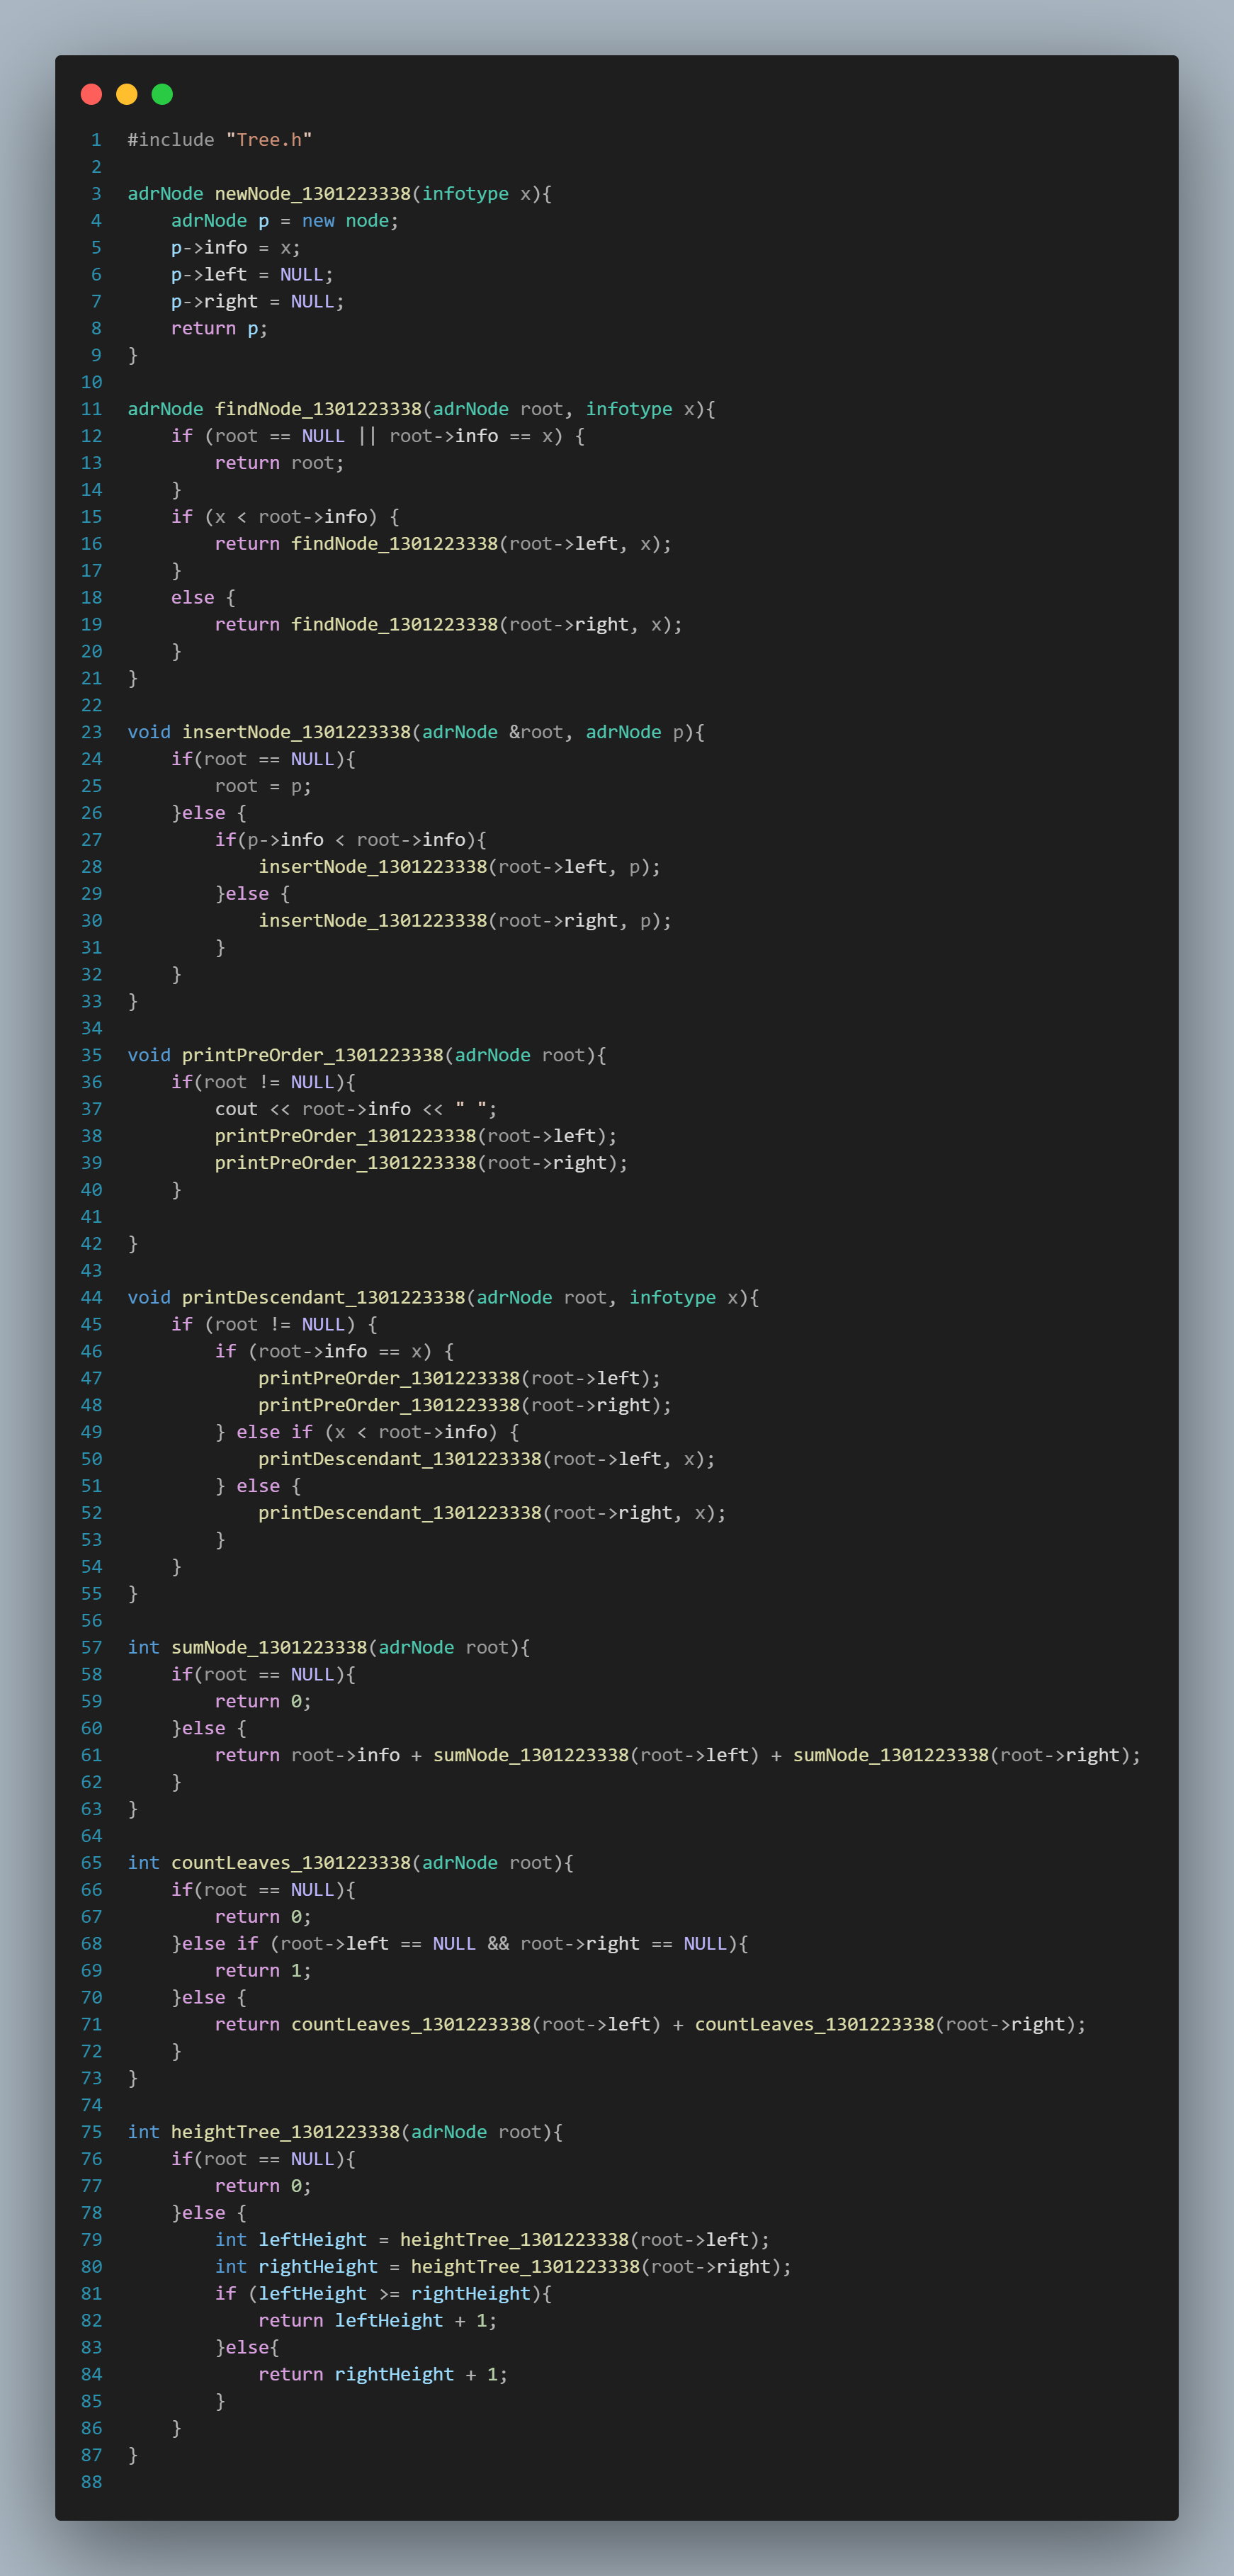 1 #include "Tree.h"
2
3 adrNode newNode_1301223338(infotype x){
4     adrNode p = new node;
5     p->info = x;
6     p->left = NULL;
7     p->right = NULL;
8     return p;
9 }
10
11 adrNode findNode_1301223338(adrNode root, infotype x){
12     if (root == NULL || root->info == x) {
13         return root;
14     }
15     if (x < root->info) {
16         return findNode_1301223338(root->left, x);
17     }
18     else {
19         return findNode_1301223338(root->right, x);
20     }
21 }
22
23 void insertNode_1301223338(adrNode &root, adrNode p){
24     if(root == NULL){
25         root = p;
26     }else {
27         if(p->info < root->info){
28             insertNode_1301223338(root->left, p);
29         }else {
30             insertNode_1301223338(root->right, p);
31         }
32     }
33 }
34
35 void printPreOrder_1301223338(adrNode root){
36     if(root != NULL){
37         cout << root->info << " ";
38         printPreOrder_1301223338(root->left);
39         printPreOrder_1301223338(root->right);
40     }
41
42 }
43
44 void printDescendant_1301223338(adrNode root, infotype x){
45     if (root != NULL) {
46         if (root->info == x) {
47             printPreOrder_1301223338(root->left);
48             printPreOrder_1301223338(root->right);
49         } else if (x < root->info) {
50             printDescendant_1301223338(root->left, x);
51         } else {
52             printDescendant_1301223338(root->right, x);
53         }
54     }
55 }
56
57 int sumNode_1301223338(adrNode root){
58     if(root == NULL){
59         return 0;
60     }else {
61         return root->info + sumNode_1301223338(root->left) + sumNode_1301223338(root->right);
62     }
63 }
64
65 int countLeaves_1301223338(adrNode root){
66     if(root == NULL){
67         return 0;
68     }else if (root->left == NULL && root->right == NULL){
69         return 1;
70     }else {
71         return countLeaves_1301223338(root->left) + countLeaves_1301223338(root->right);
72     }
73 }
74
75 int heightTree_1301223338(adrNode root){
76     if(root == NULL){
77         return 0;
78     }else {
79         int leftHeight = heightTree_1301223338(root->left);
80         int rightHeight = heightTree_1301223338(root->right);
81         if (leftHeight >= rightHeight){
82             return leftHeight + 1;
83         }else{
84             return rightHeight + 1;
85         }
86     }
87 }
88